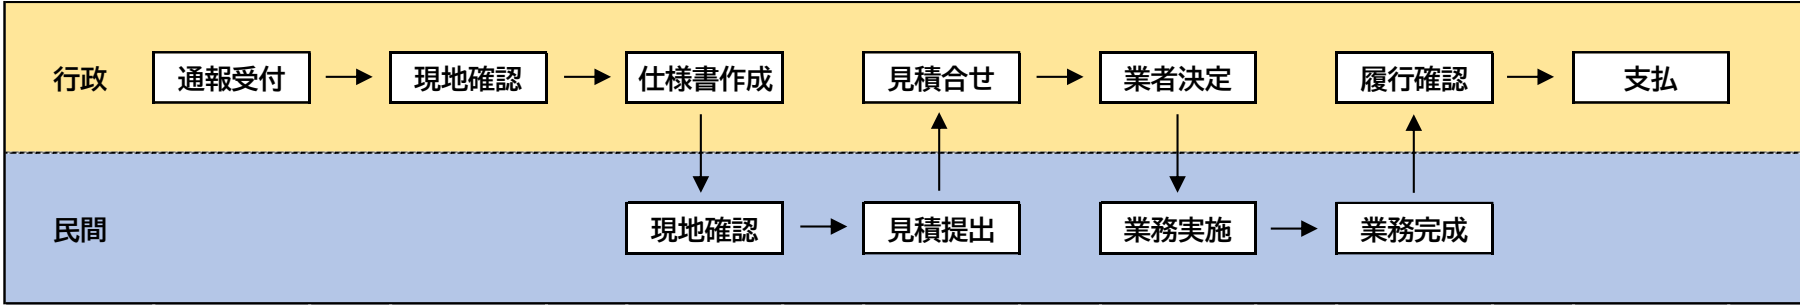 行政
通報受付
現地確認
仕様書作成
見積合せ
業者決定
履行確認
支払
民間
現地確認
見積提出
業務実施
業務完成